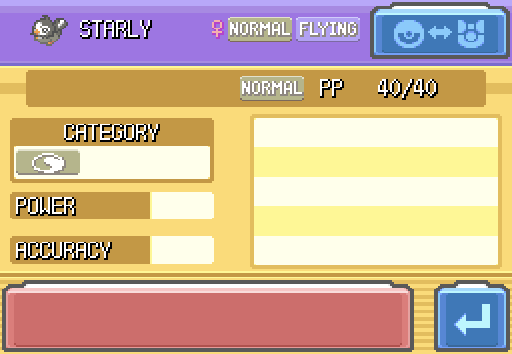 STARLY ♀ NORMAL FLYING
NORMAL PP 40/40
CATEGORY
POWER
ACCURACY